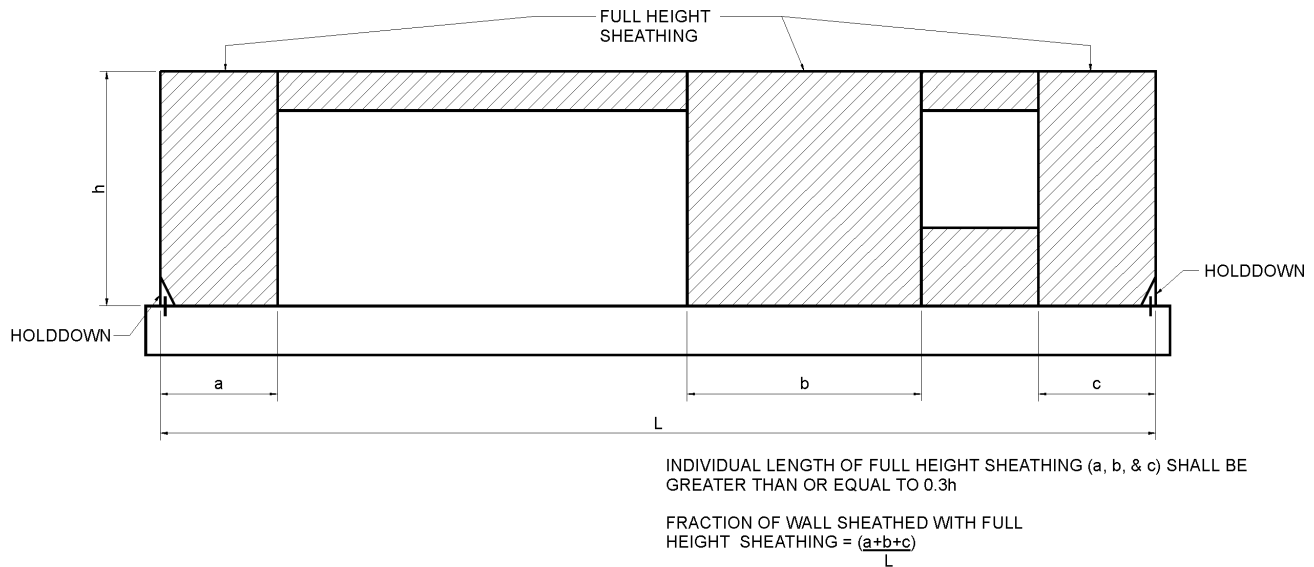 FULL HEIGHT
SHEATHING
h
HOLDDOWN
HOLDDOWN
a
b
c
L
INDIVIDUAL LENGTH OF FULL HEIGHT SHEATHING (a, b, & c) SHALL BE
GREATER THAN OR EQUAL TO 0.3h
FRACTION OF WALL SHEATHED WITH FULL
HEIGHT SHEATHING = (a+b+c)
L